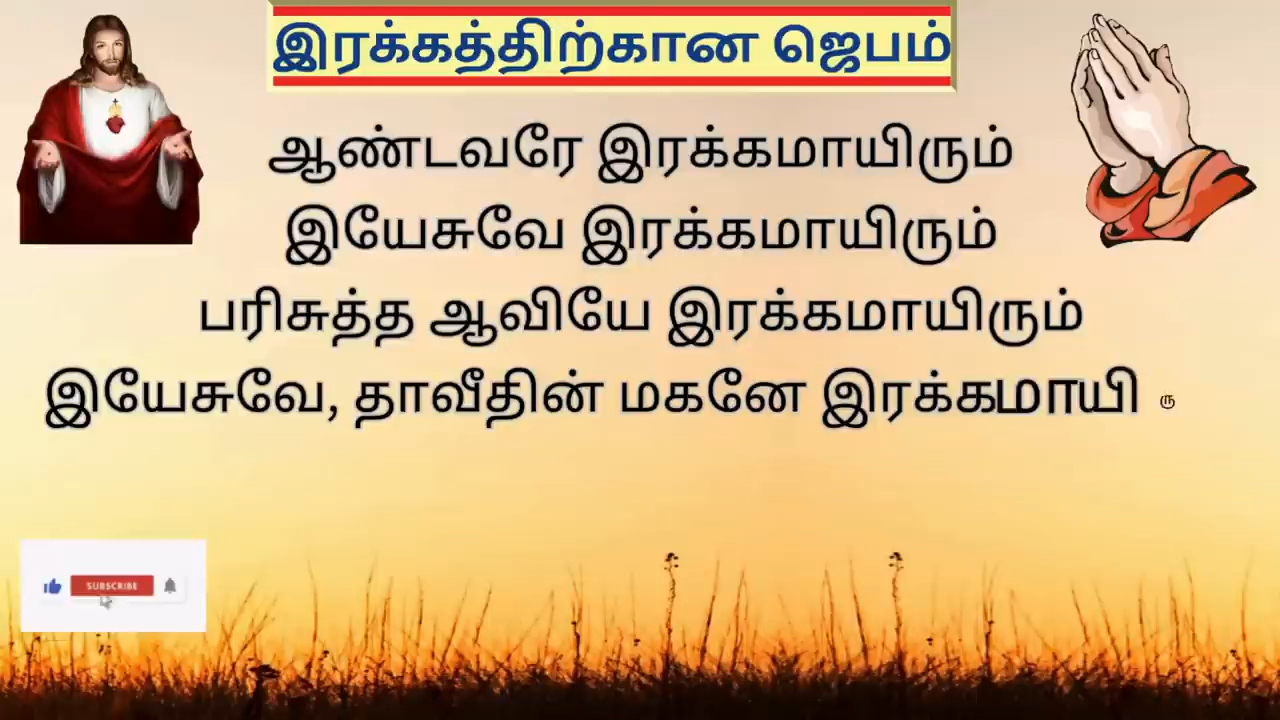 இரக்கத்திற்கான ஜெபம்
ஆண்டவரே இரக்கமாயிரும்
இயேசுவே இரக்கமாயிரும்
பரிசுத்த ஆவியே இரக்கமாயிரும்
இயேசுவே, தாவீதின் மகனே இரக்கமாயி ரு
SUBSCRIBE